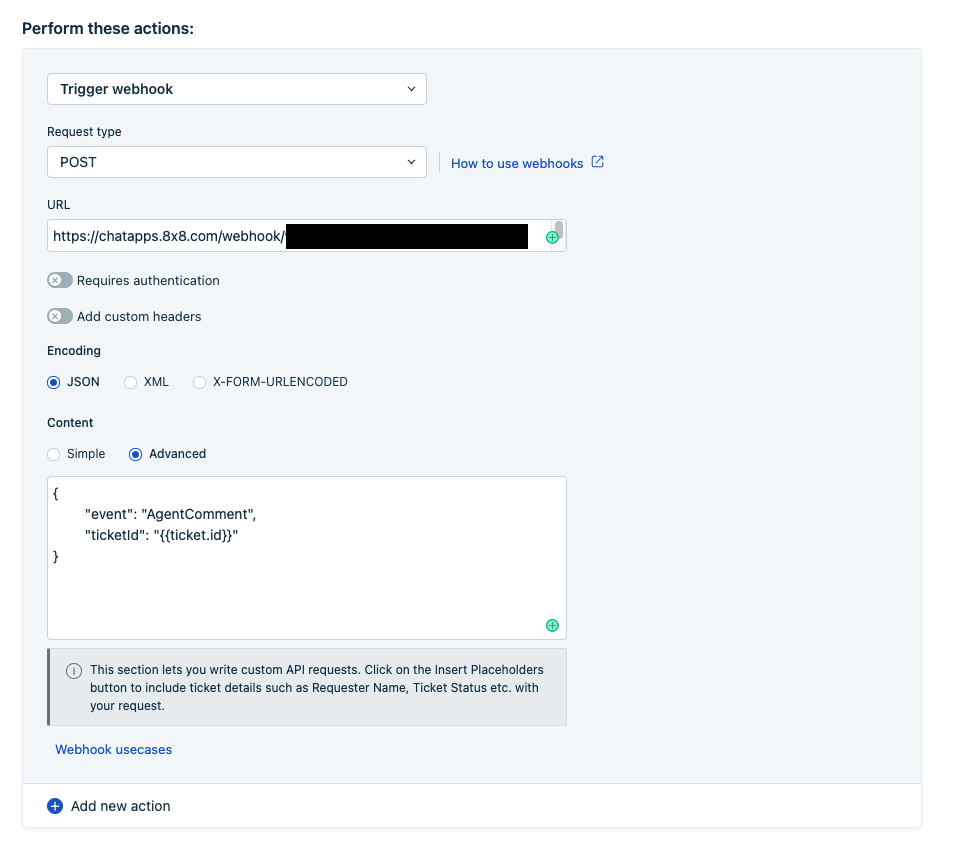 Perform these actions:
Trigger webhook
Request type
POST
How to use webhooks
URL
https://chatapps.8x8.com/webhook/
Requires authentication
Add custom headers
Encoding
JSON XML X-FORM-URLENCODED
Content
Simple Advanced
{
"event": "AgentComment",
"ticketId": "{{ticket.id}}"
}
This section lets you write custom API requests. Click on the Insert Placeholders
button to include ticket details such as Requester Name, Ticket Status etc. with
your request.
Webhook usecases
Add new action